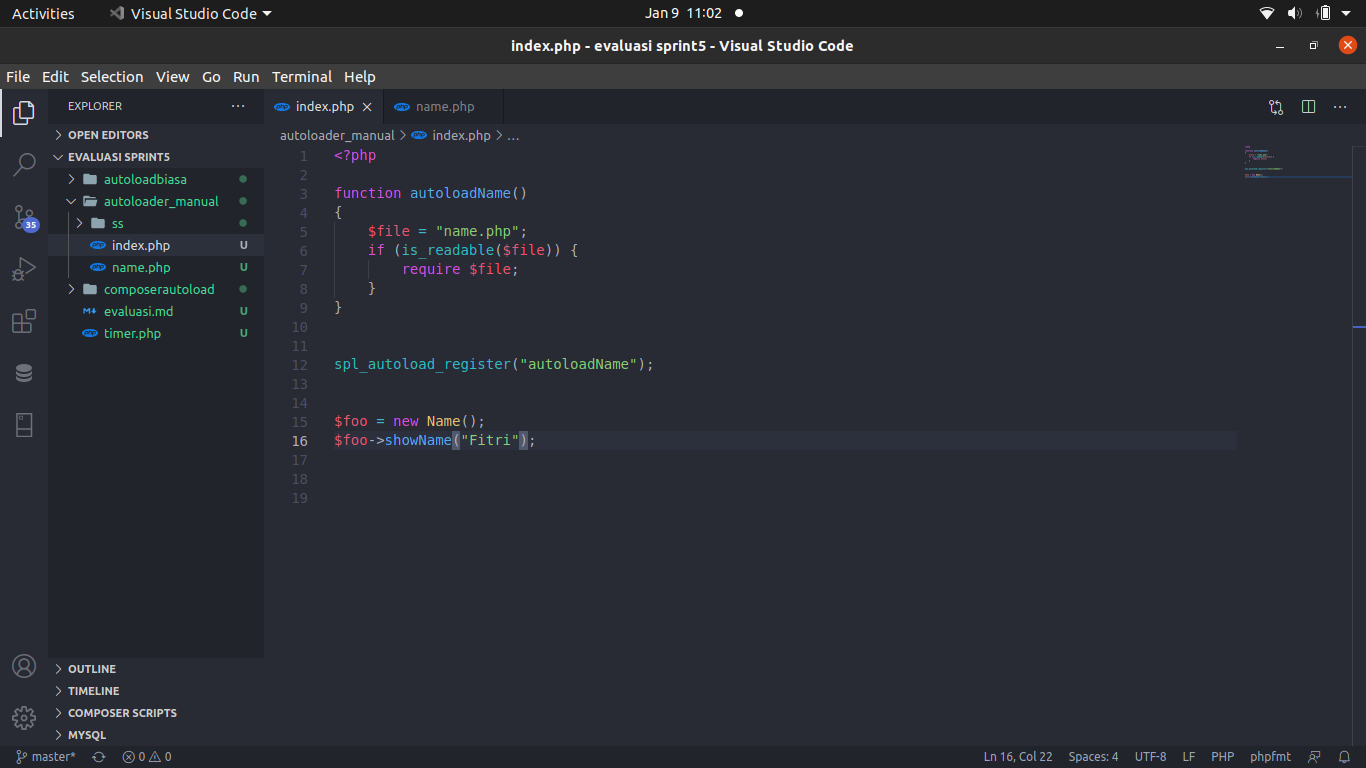 Activities Visual Studio Code Jan 9 11:02
index.php - evaluasi sprint5 - Visual Studio Code
File Edit Selection View Go Run Terminal Help
EXPLORER ··· index.php name.php ···
OPEN EDITORS
autoloader_manual > index.php > ...
EVALUASI SPRINT5
autoloadbiasa
autoloader_manual
ss
35
index.php U
name.php U
composerautoload
evaluasi.md U
timer.php U
1 <?php
2
3 function autoloadName()
4 {
5     $file = "name.php";
6     if (is_readable($file)) {
7         require $file;
8     }
9 }
10
11
12 spl_autoload_register("autoloadName");
13
14
15 $foo = new Name();
16 $foo->showName("Fitri");
17
18
19
OUTLINE
TIMELINE
COMPOSER SCRIPTS
MYSQL
master* 0 0 Ln 16, Col 22 Spaces: 4 UTF-8 LF PHP phpfmt